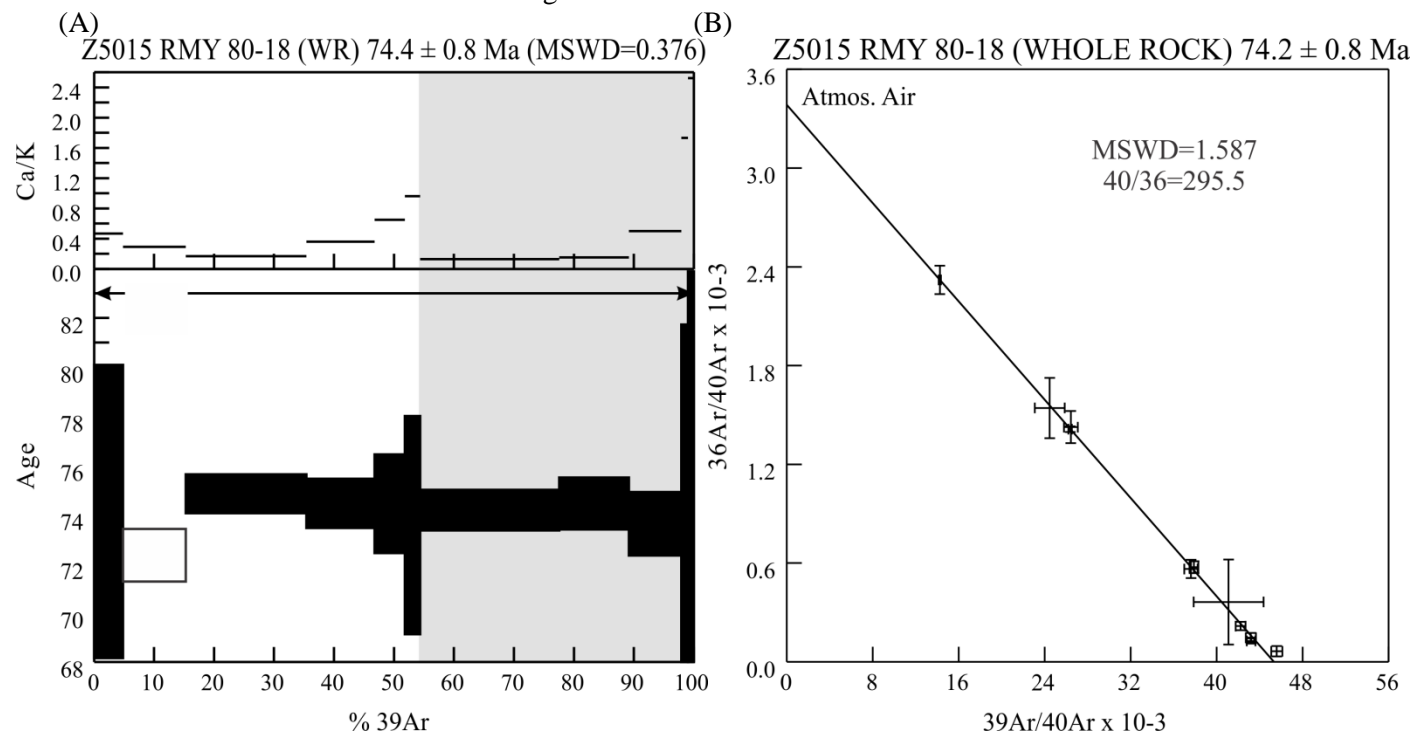 (A)
Z5015 RMY 80-18 (WR) 74.4 ± 0.8 Ma (MSWD=0.376)
Ca/K
2.4
2.0
1.6
1.2
0.8
0.4
0.0
Age
82
80
78
76
74
72
70
68
0 10 20 30 40 50 60 70 80 90 100
% 39Ar
(B)
Z5015 RMY 80-18 (WHOLE ROCK) 74.2 ± 0.8 Ma
Atmos. Air
MSWD=1.587
40/36=295.5
36Ar/40Ar x 10-3
3.6
3.0
2.4
1.8
1.2
0.6
0.0
0 8 16 24 32 40 48 56
39Ar/40Ar x 10-3